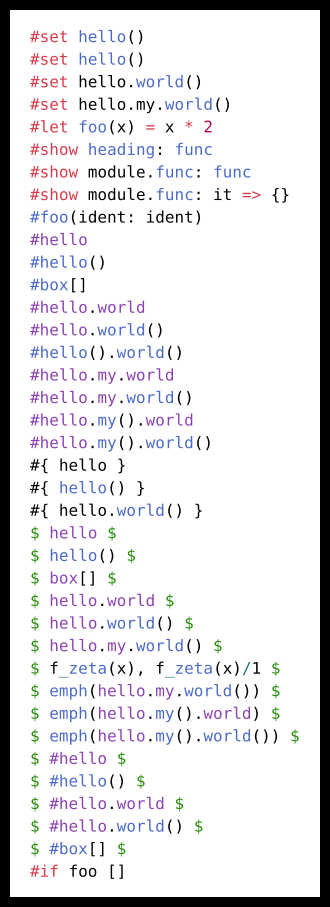 #set hello()
#set hello()
#set hello.world()
#set hello.my.world()
#let foo(x) = x * 2
#show heading: func
#show module.func: func
#show module.func: it => {}
#foo(ident: ident)
#hello
#hello()
#box[]
#hello.world
#hello.world()
#hello().world()
#hello.my.world
#hello.my.world()
#hello.my().world
#hello.my().world()
#{ hello }
#{ hello() }
#{ hello.world() }
$ hello $
$ hello() $
$ box[] $
$ hello.world $
$ hello.world() $
$ hello.my.world() $
$ f_zeta(x), f_zeta(x)/1 $
$ emph(hello.my.world()) $
$ emph(hello.my().world) $
$ emph(hello.my().world()) $
$ #hello $
$ #hello() $
$ #hello.world $
$ #hello.world() $
$ #box[] $
#if foo []